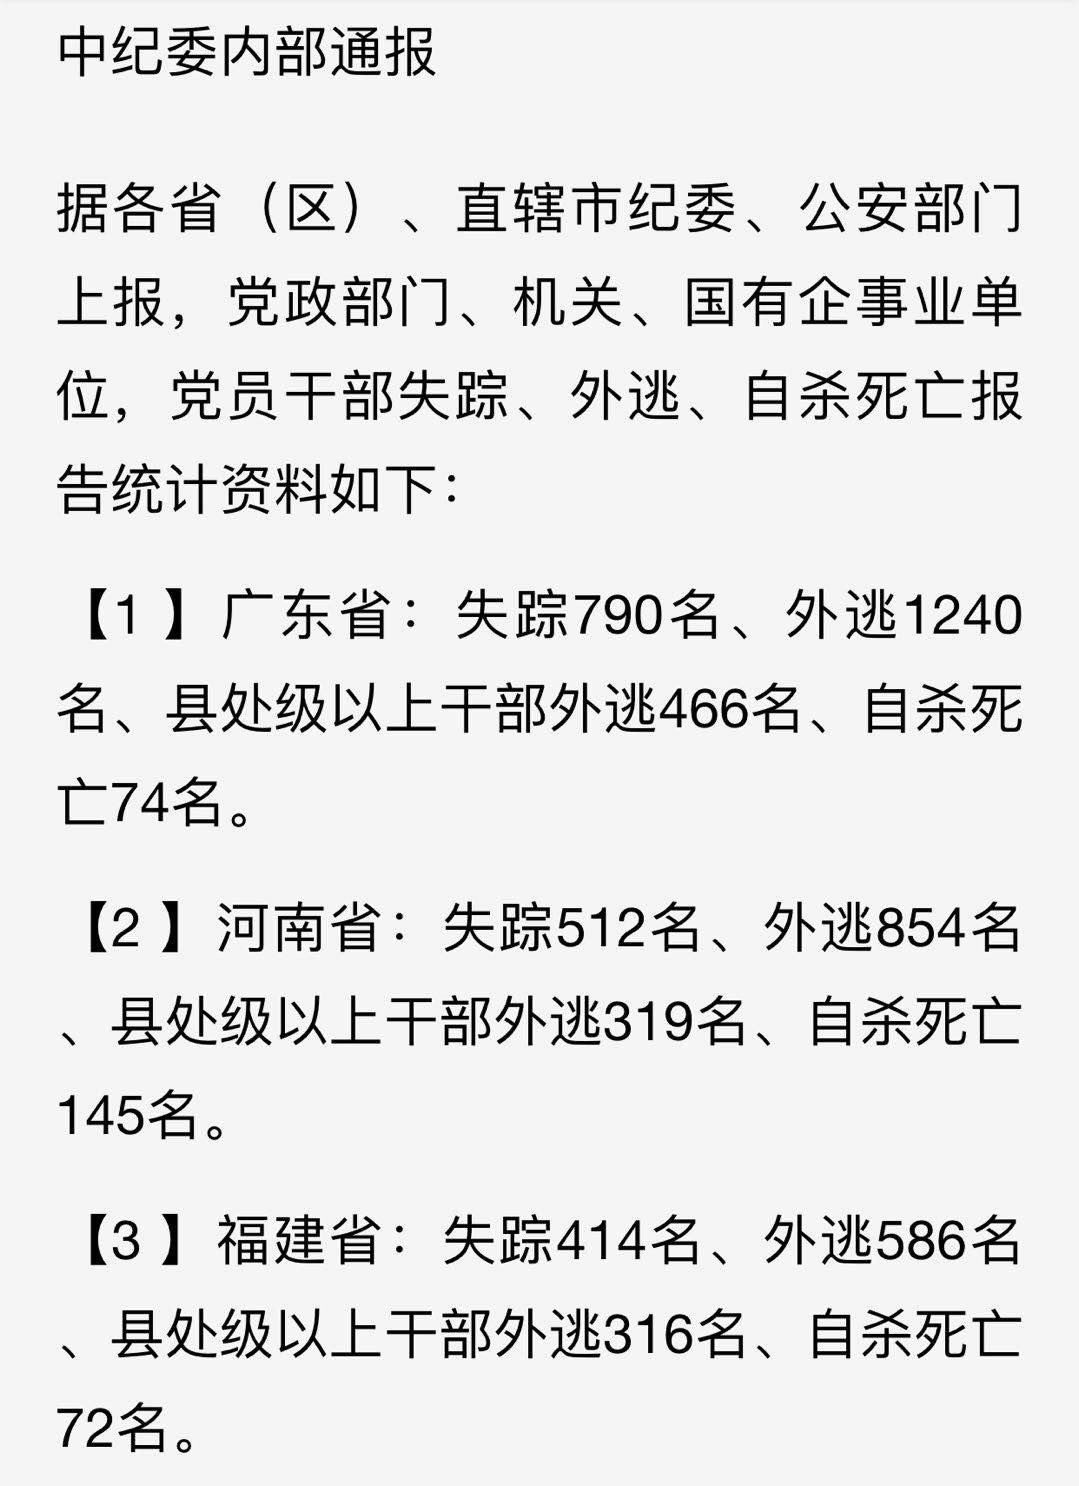 中纪委内部通报
据各省（区）、直辖市纪委、公安部门
上报，党政部门、机关、国有企事业单
位，党员干部失踪、外逃、自杀死亡报
告统计资料如下：
【1 】广东省：失踪790名、外逃1240
名、县处级以上干部外逃466名、自杀死
亡74名。
【2 】河南省：失踪512名、外逃854名
、县处级以上干部外逃319名、自杀死亡
145名。
【3 】福建省：失踪414名、外逃586名
、县处级以上干部外逃316名、自杀死亡
72名。